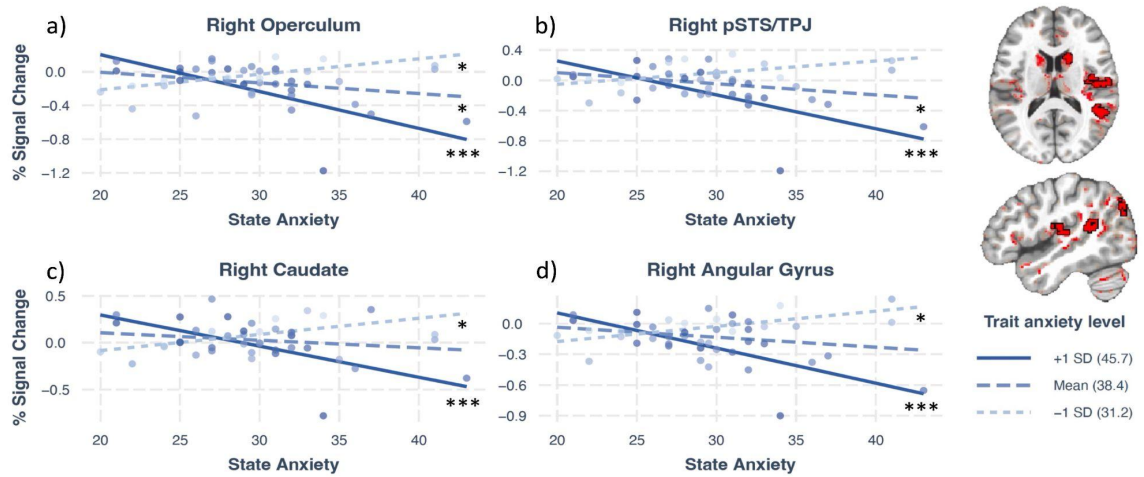 a)
Right Operculum
% Signal Change
0.0
−0.4
−0.8
−1.2
*
*
***
20 25 30 35 40
State Anxiety
b)
Right pSTS/TPJ
0.4
0.0
−0.4
−0.8
−1.2
*
***
20 25 30 35 40
State Anxiety
c)
Right Caudate
% Signal Change
0.5
0.0
−0.5
*
***
20 25 30 35 40
State Anxiety
d)
Right Angular Gyrus
0.0
−0.3
−0.6
−0.9
*
***
20 25 30 35 40
State Anxiety
Trait anxiety level
+1 SD (45.7)
Mean (38.4)
−1 SD (31.2)